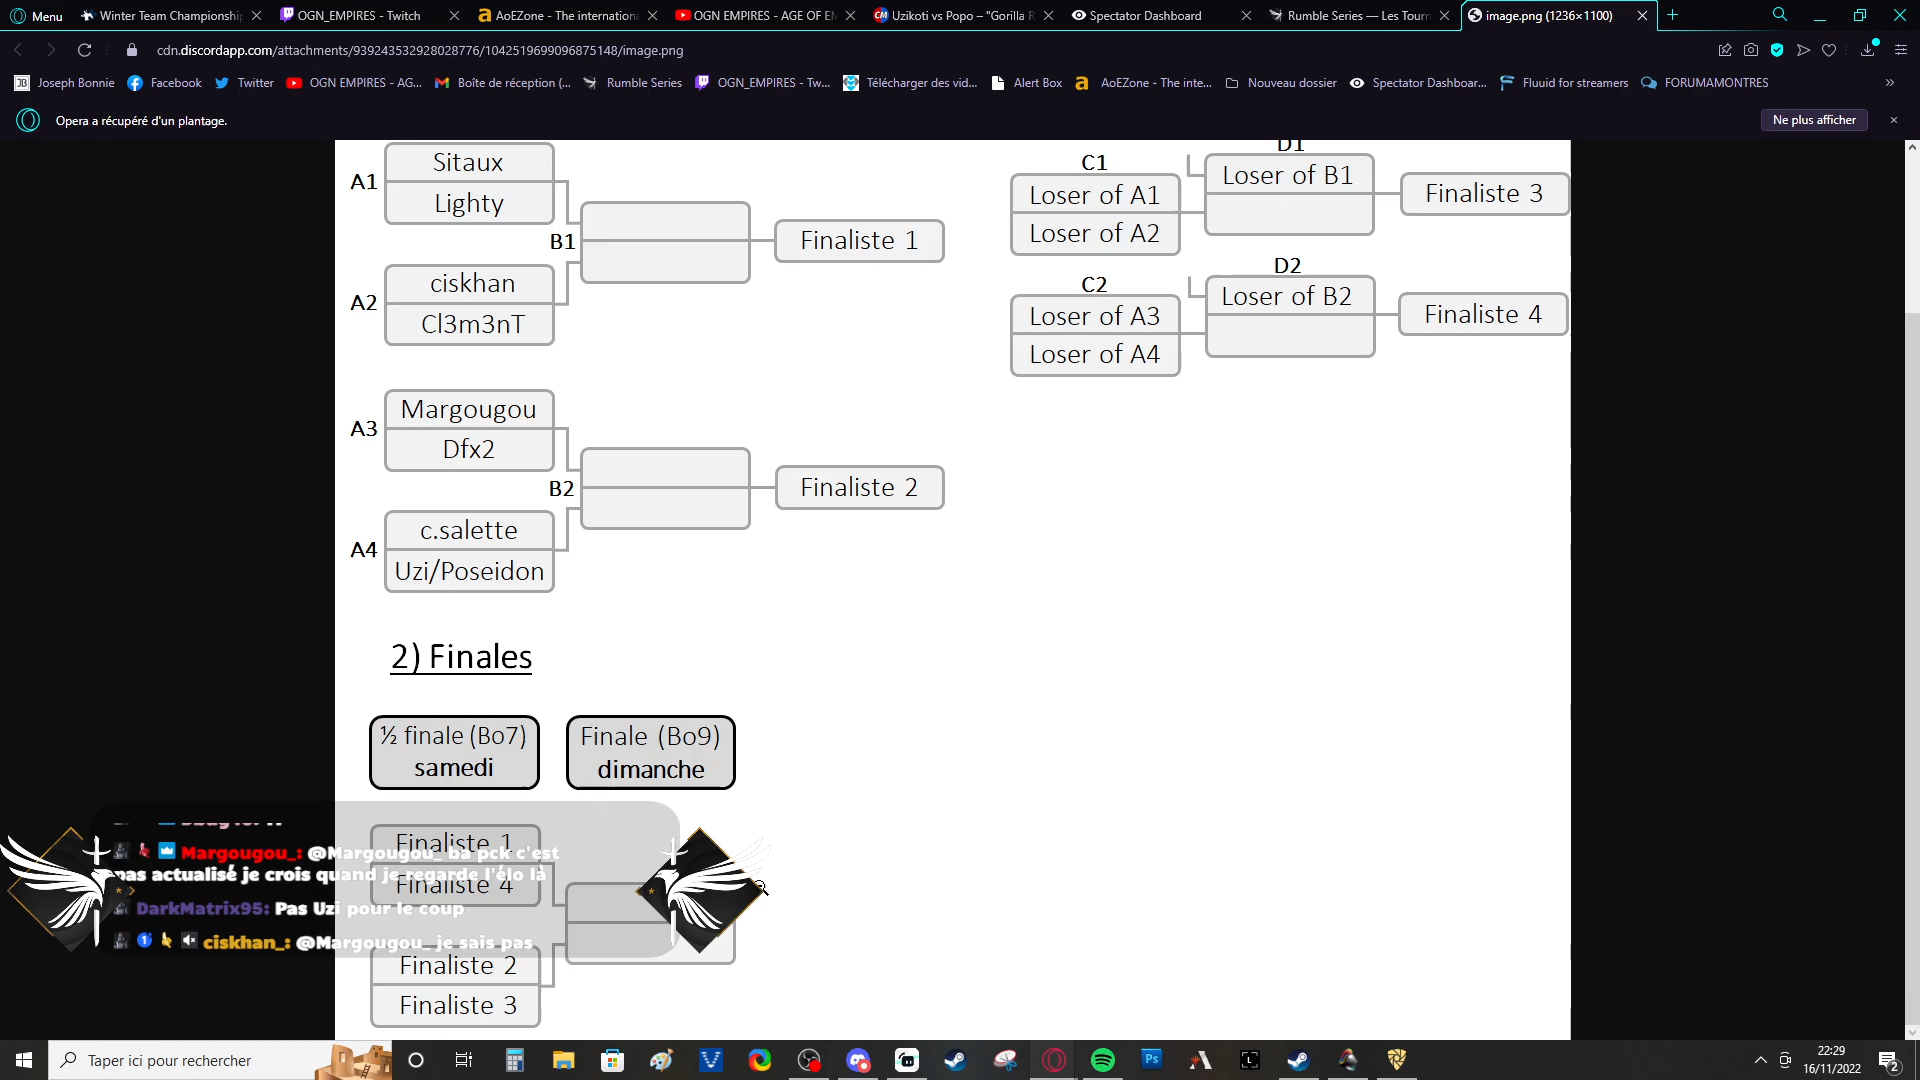 Menu
Winter Team Championship
OGN_EMPIRES - Twitch
AoEZone - The internationa
OGN EMPIRES - AGE OF EM
CM Uzikoti vs Popo – "Gorilla R
Spectator Dashboard
Rumble Series — Les Tourn
image.png (1236×1100)
cdn.discordapp.com/attachments/939243532928028776/1042519699096875148/image.png
JB Joseph Bonnie
Facebook
Twitter
OGN EMPIRES - AG...
Boîte de réception (...
Rumble Series
OGN_EMPIRES - Tw...
Télécharger des vid...
Alert Box
AoEZone - The inte...
Nouveau dossier
Spectator Dashboar...
Fluuid for streamers
FORUMAMONTRES
Opera a récupéré d'un plantage.
Ne plus afficher
A1
Sitaux
Lighty
A2
ciskhan
Cl3m3nT
B1
Finaliste 1
A3
Margougou
Dfx2
A4
c.salette
Uzi/Poseidon
B2
Finaliste 2
C1
Loser of A1
Loser of A2
D1
Loser of B1
Finaliste 3
C2
Loser of A3
Loser of A4
D2
Loser of B2
Finaliste 4
2) Finales
½ finale (Bo7)
samedi
Finale (Bo9)
dimanche
Finaliste 1
Finaliste 4
Finaliste 2
Finaliste 3
Margougou_: @Margougou_ ba pck c'est
pas actualisé je crois quand je regarde l'élo là
DarkMatrix95: Pas Uzi pour le coup
ciskhan_: @Margougou_ je sais pas
Taper ici pour rechercher
Ps
L
22:29
16/11/2022
2